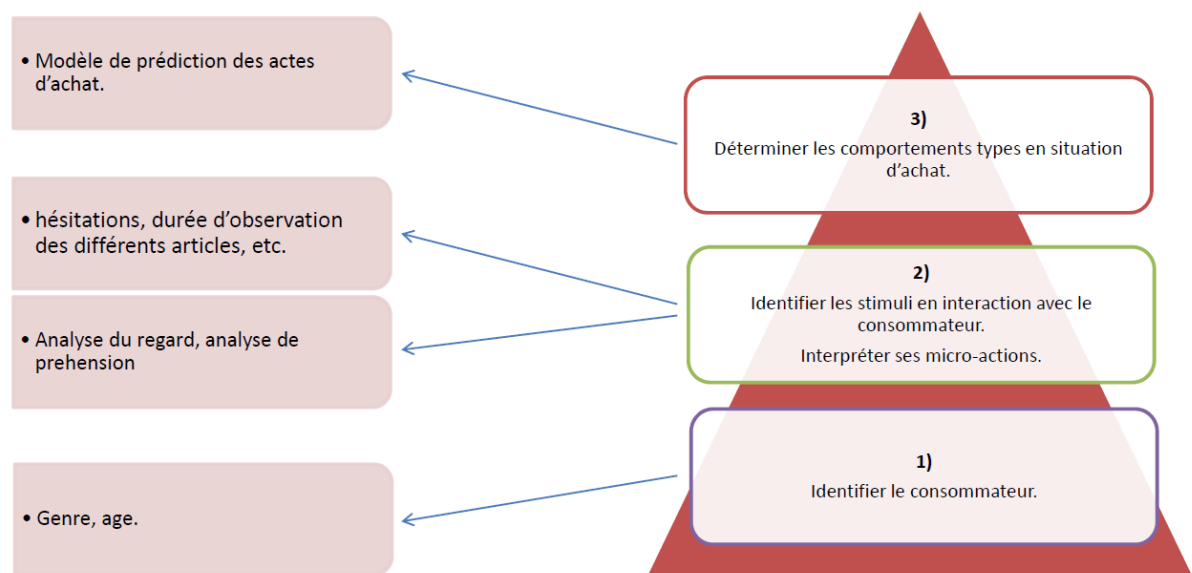 • Modèle de prédiction des actes
d’achat.
• hésitations, durée d’observation
des différents articles, etc.
• Analyse du regard, analyse de
prehension
• Genre, age.
3)
Déterminer les comportements types en situation
d’achat.
2)
Identifier les stimuli en interaction avec le
consommateur.
Interpréter ses micro-actions.
1)
Identifier le consommateur.